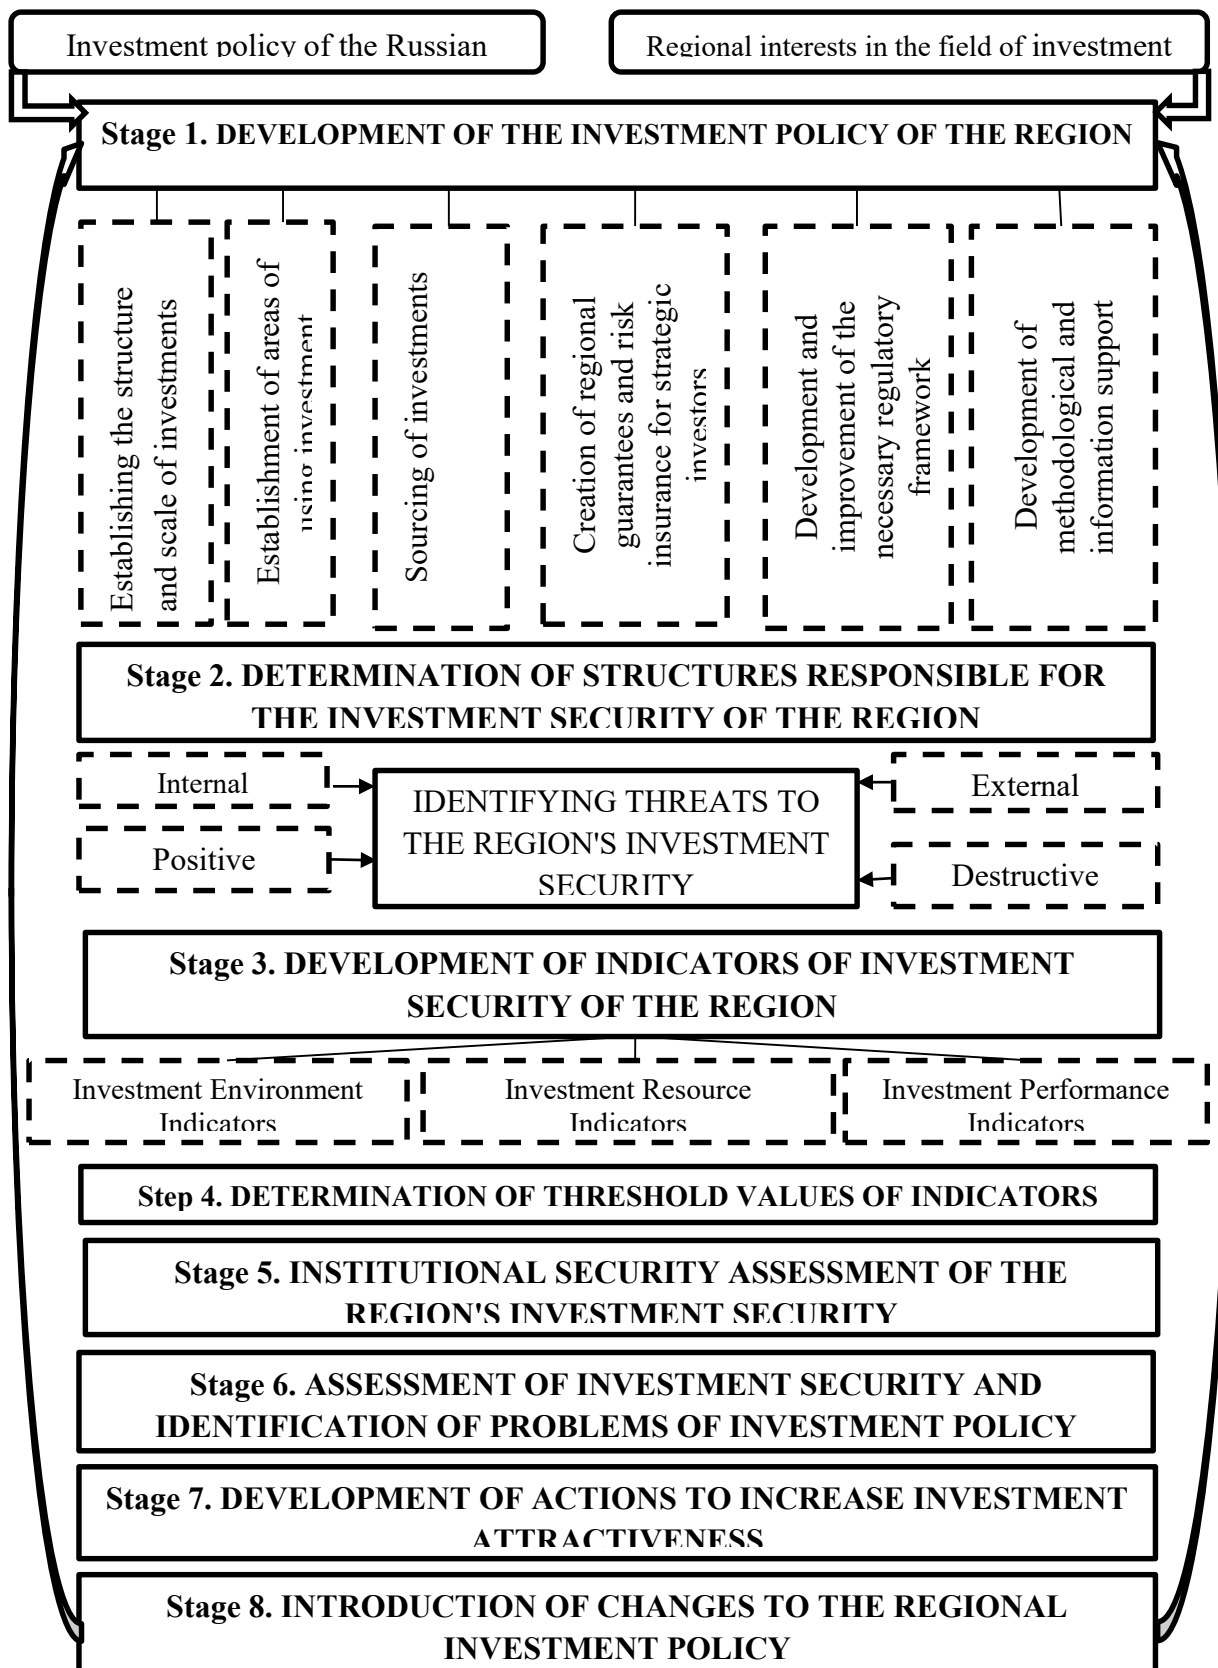 Investment policy of the Russian
Regional interests in the field of investment
Stage 1. DEVELOPMENT OF THE INVESTMENT POLICY OF THE REGION
Establishing the structure
and scale of investments
Establishment of areas of
using investment
Sourcing of investments
Creation of regional
guarantees and risk
insurance for strategic
investors
Development and
improvement of the
necessary regulatory
framework
Development of
methodological and
information support
Stage 2. DETERMINATION OF STRUCTURES RESPONSIBLE FOR
THE INVESTMENT SECURITY OF THE REGION
Internal
Positive
IDENTIFYING THREATS TO
THE REGION'S INVESTMENT
SECURITY
External
Destructive
Stage 3. DEVELOPMENT OF INDICATORS OF INVESTMENT
SECURITY OF THE REGION
Investment Environment
Indicators
Investment Resource
Indicators
Investment Performance
Indicators
Step 4. DETERMINATION OF THRESHOLD VALUES OF INDICATORS
Stage 5. INSTITUTIONAL SECURITY ASSESSMENT OF THE
REGION'S INVESTMENT SECURITY
Stage 6. ASSESSMENT OF INVESTMENT SECURITY AND
IDENTIFICATION OF PROBLEMS OF INVESTMENT POLICY
Stage 7. DEVELOPMENT OF ACTIONS TO INCREASE INVESTMENT
ATTRACTIVENESS
Stage 8. INTRODUCTION OF CHANGES TO THE REGIONAL
INVESTMENT POLICY